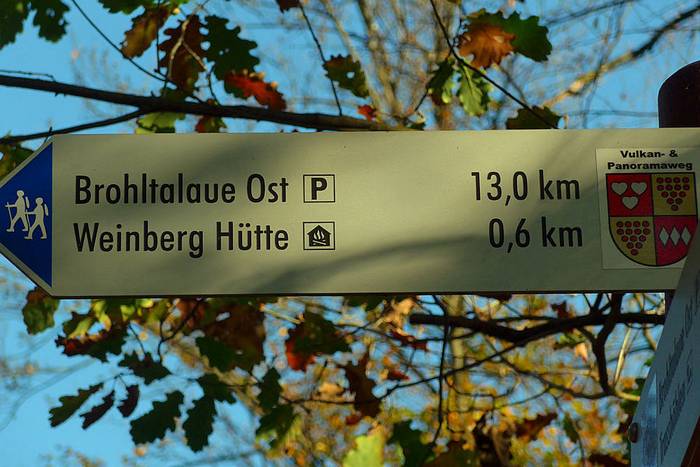 Brohltalaue Ost P 13,0 km
Weinberg Hütte 0,6 km
Vulkan- &
Panoramaweg